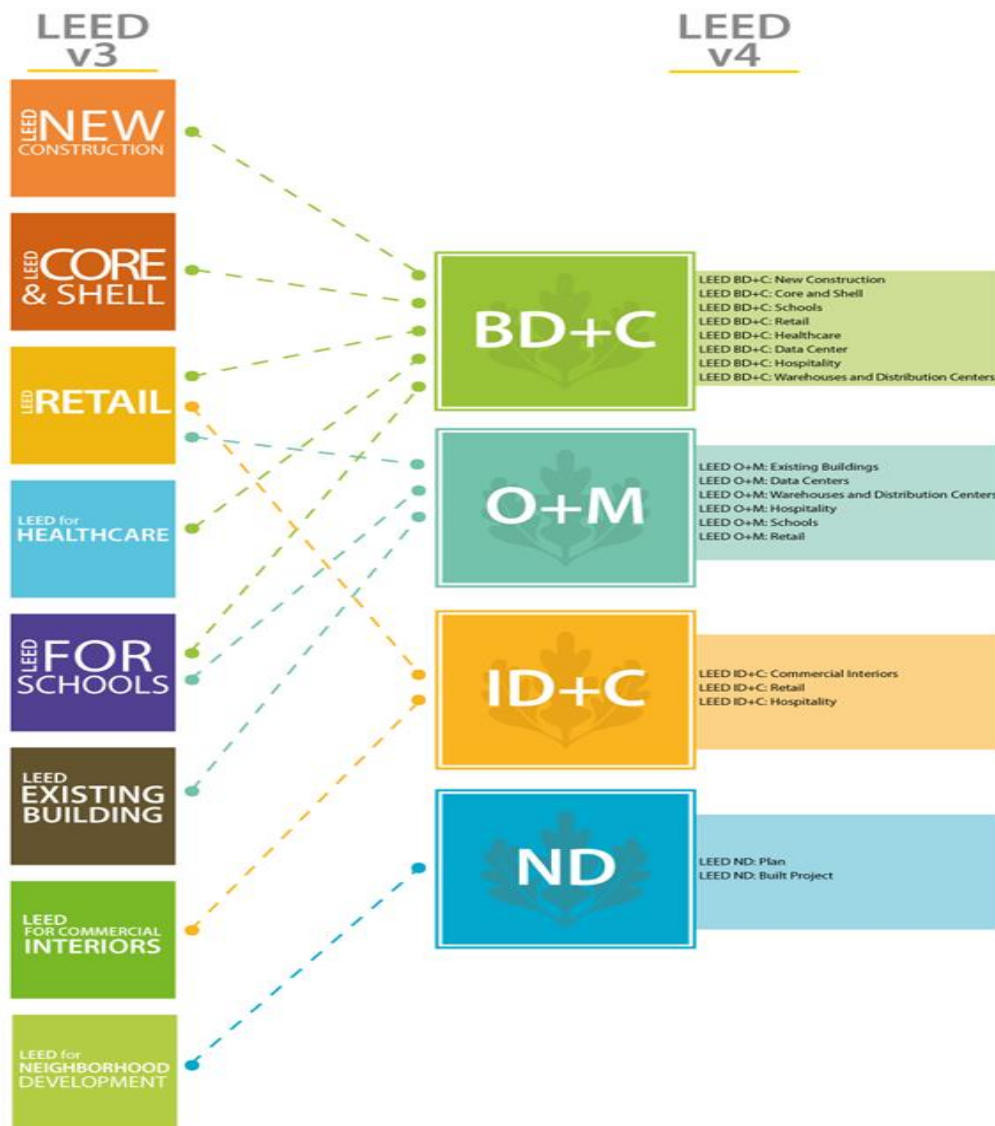 LEED
v3
LEED
v4
LEED NEW
CONSTRUCTION
LEED CORE
& SHELL
LEED RETAIL
LEED for
HEALTHCARE
LEED FOR
SCHOOLS
LEED
EXISTING
BUILDING
LEED
FOR COMMERCIAL
INTERIORS
LEED for
NEIGHBORHOOD
DEVELOPMENT
BD+C
LEED BD+C: New Construction
LEED BD+C: Core and Shell
LEED BD+C: Schools
LEED BD+C: Retail
LEED BD+C: Healthcare
LEED BD+C: Data Center
LEED BD+C: Hospitality
LEED BD+C: Warehouses and Distribution Centers
O+M
LEED O+M: Existing Buildings
LEED O+M: Data Centers
LEED O+M: Warehouses and Distribution Centers
LEED O+M: Hospitality
LEED O+M: Schools
LEED O+M: Retail
ID+C
LEED ID+C: Commercial Interiors
LEED ID+C: Retail
LEED ID+C: Hospitality
ND
LEED ND: Plan
LEED ND: Built Project